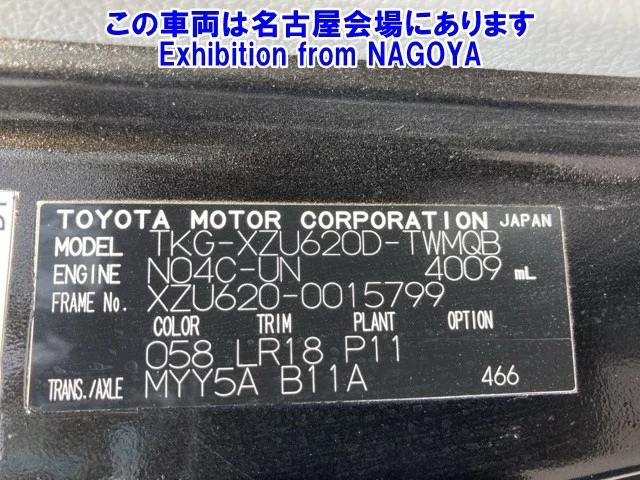 この車両は名古屋会場にあります
Exhibition from NAGOYA
TOYOTA MOTOR CORPORATION JAPAN
MODEL TKG-XZU620D-TWMQB
ENGINE N04C-UN 4009 mL
FRAME No. XZU620-0015799
COLOR TRIM PLANT OPTION
058 LR18 P11
TRANS./AXLE MYY5A B11A 466